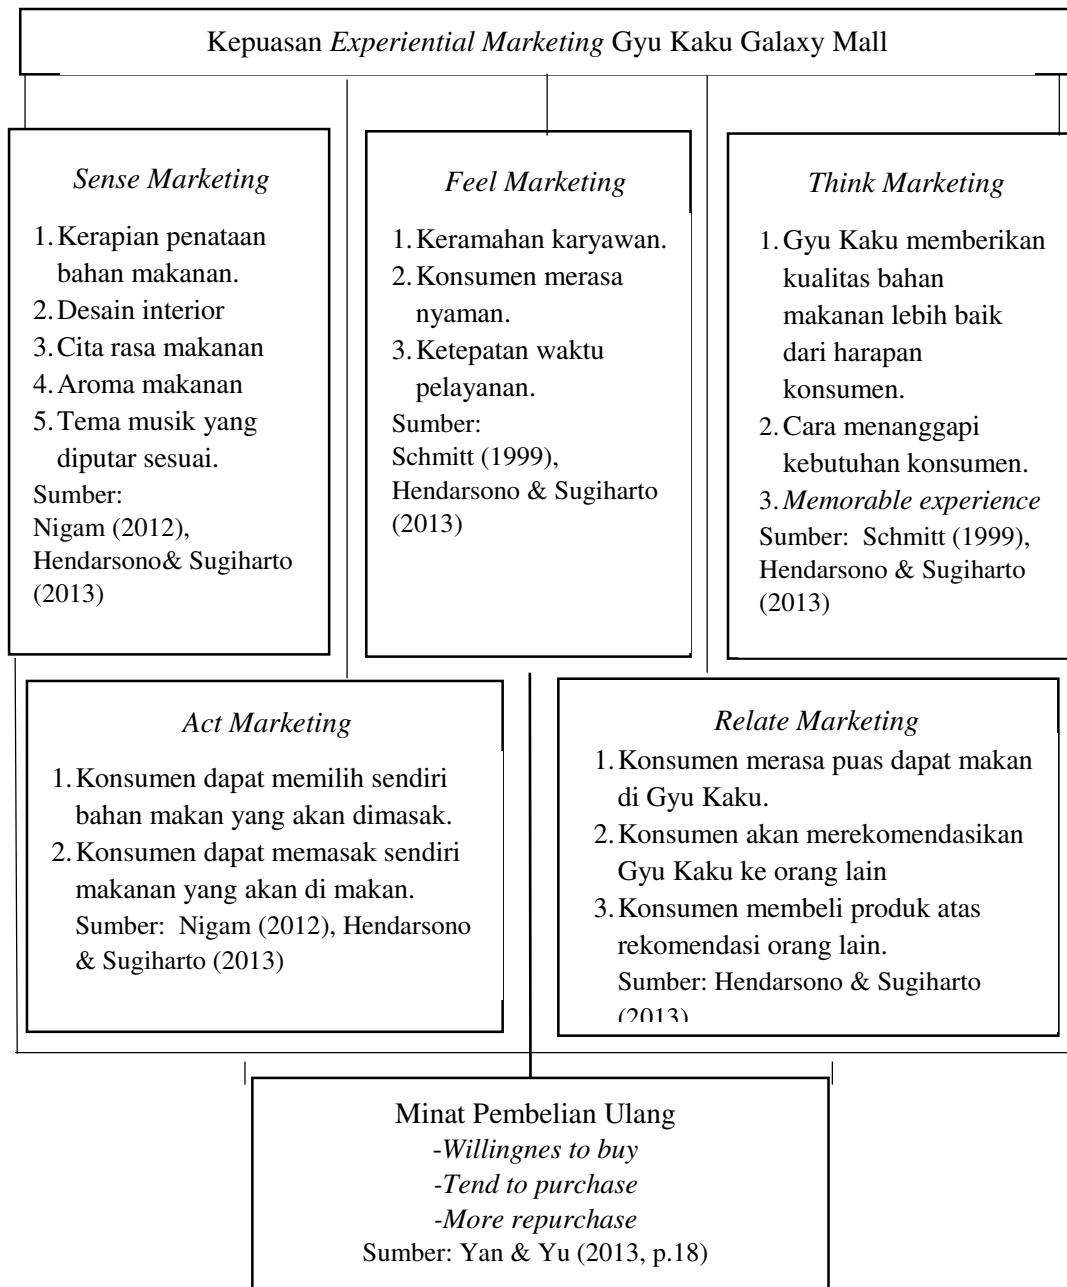 Kepuasan Experiential Marketing Gyu Kaku Galaxy Mall
Sense Marketing
1. Kerapian penataan
bahan makanan.
2. Desain interior
3. Cita rasa makanan
4. Aroma makanan
5. Tema musik yang
diputar sesuai.
Sumber:
Nigam (2012),
Hendarsono& Sugiharto
(2013)
Feel Marketing
1. Keramahan karyawan.
2. Konsumen merasa
nyaman.
3. Ketepatan waktu
pelayanan.
Sumber:
Schmitt (1999),
Hendarsono & Sugiharto
(2013)
Think Marketing
1. Gyu Kaku memberikan
kualitas bahan
makanan lebih baik
dari harapan
konsumen.
2. Cara menanggapi
kebutuhan konsumen.
3. Memorable experience
Sumber: Schmitt (1999),
Hendarsono & Sugiharto
(2013)
Act Marketing
1. Konsumen dapat memilih sendiri
bahan makan yang akan dimasak.
2. Konsumen dapat memasak sendiri
makanan yang akan di makan.
Sumber: Nigam (2012), Hendarsono
& Sugiharto (2013)
Relate Marketing
1. Konsumen merasa puas dapat makan
di Gyu Kaku.
2. Konsumen akan merekomendasikan
Gyu Kaku ke orang lain
3. Konsumen membeli produk atas
rekomendasi orang lain.
Sumber: Hendarsono & Sugiharto
(2013)
Minat Pembelian Ulang
-Willingnes to buy
-Tend to purchase
-More repurchase
Sumber: Yan & Yu (2013, p.18)